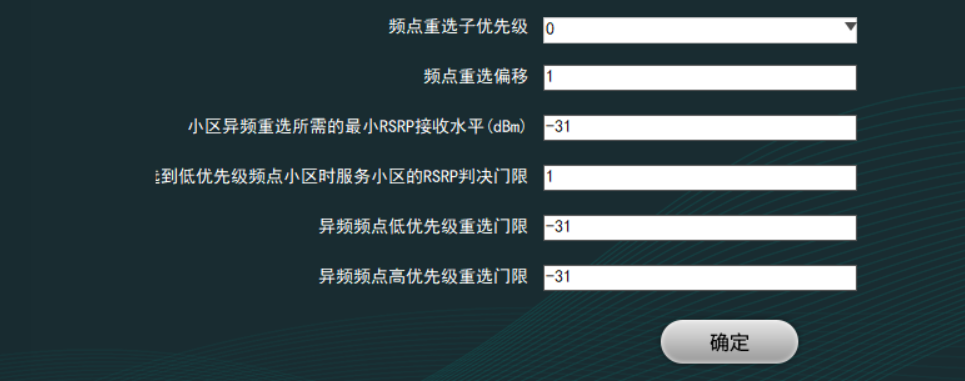 频点重选子优先级 0
频点重选偏移 1
小区异频重选所需的最小RSRP接收水平(dBm) -31
到低优先级频点小区时服务小区的RSRP判决门限 1
异频频点低优先级重选门限 -31
异频频点高优先级重选门限 -31
确定